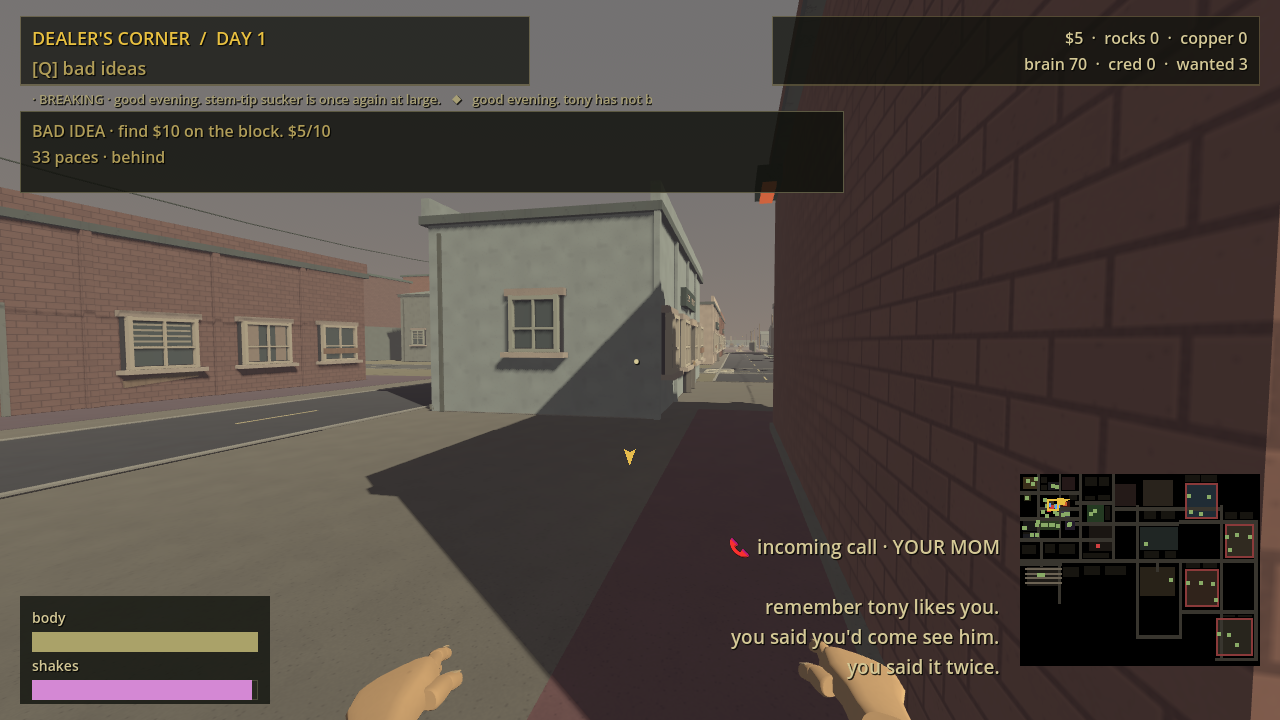 DEALER'S CORNER / DAY 1
[Q] bad ideas
$5 · rocks 0 · copper 0
brain 70 · cred 0 · wanted 3
· BREAKING · good evening. stem-tip sucker is once again at large. ◆ good evening. tony has not b
BAD IDEA · find $10 on the block. $5/10
33 paces · behind
incoming call · YOUR MOM
remember tony likes you.
you said you'd come see him.
you said it twice.
body
shakes